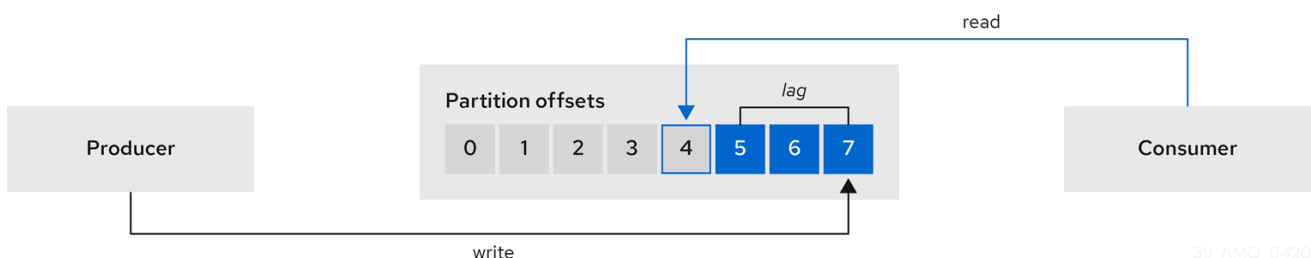 read
Partition offsets
lag
Producer
0 1 2 3 4 5 6 7
Consumer
write
39_AMQ_0420